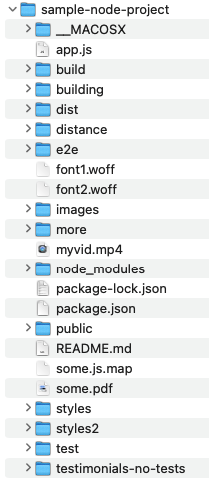 sample-node-project
__MACOSX
app.js
build
building
dist
distance
e2e
font1.woff
font2.woff
images
more
myvid.mp4
node_modules
package-lock.json
package.json
public
README.md
some.js.map
some.pdf
styles
styles2
test
testimonials-no-tests